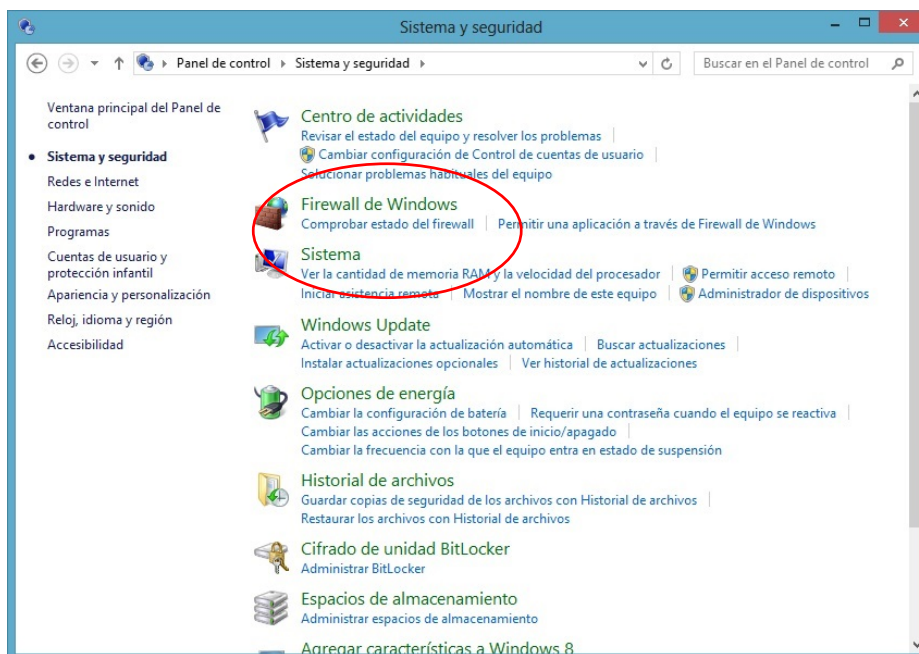 Sistema y seguridad
Panel de control Sistema y seguridad
Buscar en el Panel de control
Ventana principal del Panel de
control
Sistema y seguridad
Redes e Internet
Hardware y sonido
Programas
Cuentas de usuario y
protección infantil
Apariencia y personalización
Reloj, idioma y región
Accesibilidad
Centro de actividades
Revisar el estado del equipo y resolver los problemas
Cambiar configuración de Control de cuentas de usuario
Solucionar problemas habituales del equipo
Firewall de Windows
Comprobar estado del firewall Permitir una aplicación a través de Firewall de Windows
Sistema
Ver la cantidad de memoria RAM y la velocidad del procesador Permitir acceso remoto
Iniciar asistencia remota Mostrar el nombre de este equipo Administrador de dispositivos
Windows Update
Activar o desactivar la actualización automática Buscar actualizaciones
Instalar actualizaciones opcionales Ver historial de actualizaciones
Opciones de energía
Cambiar la configuración de batería Requerir una contraseña cuando el equipo se reactiva
Cambiar las acciones de los botones de inicio/apagado
Cambiar la frecuencia con la que el equipo entra en estado de suspensión
Historial de archivos
Guardar copias de seguridad de los archivos con Historial de archivos
Restaurar los archivos con Historial de archivos
Cifrado de unidad BitLocker
Administrar BitLocker
Espacios de almacenamiento
Administrar espacios de almacenamiento
Agregar características a Windows 8